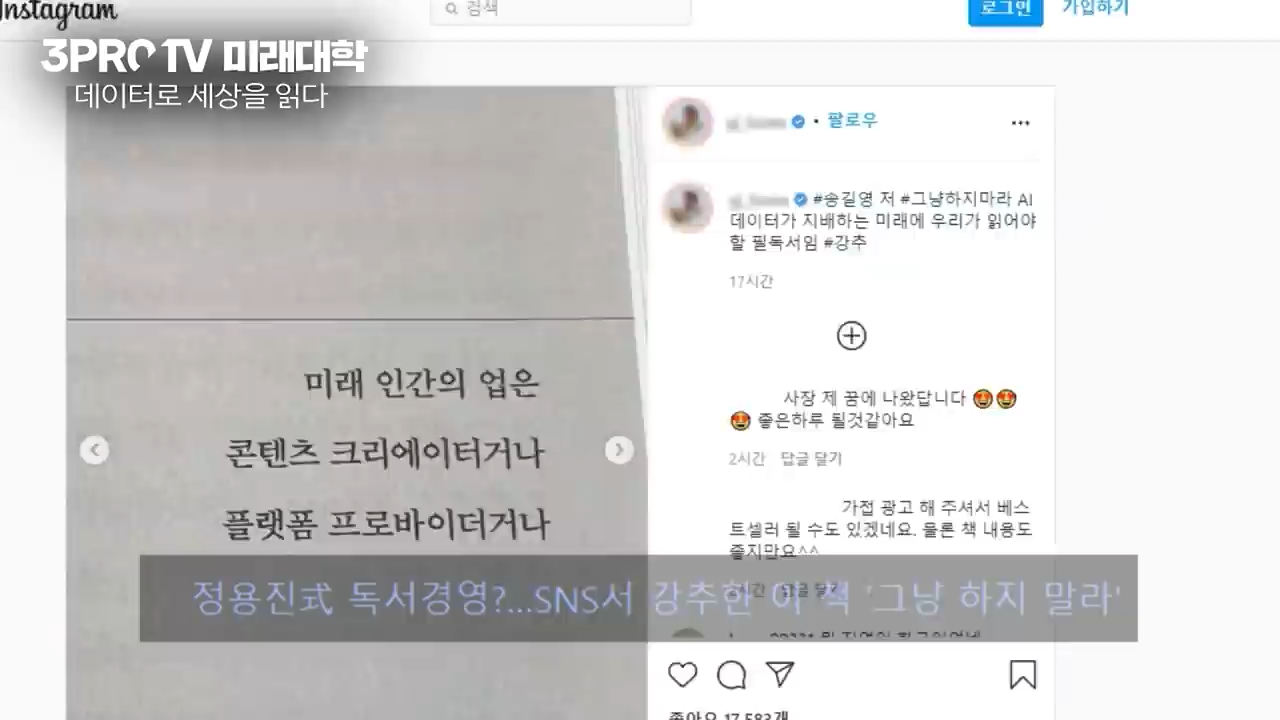 Instagram
검색
로그인
가입하기
3PRO TV 미래대학
데이터로 세상을 읽다
• 팔로우
#송길영 저 #그냥하지마라 AI
데이터가 지배하는 미래에 우리가 읽어야
할 필독서임 #강추
17시간
사장 제 꿈에 나왔답니다 😍😍
😍 좋은하루 될것같아요
2시간 답글 달기
가접 광고 해 주셔서 베스
트셀러 될 수도 있겠네요. 물론 책 내용도
좋지만요^^
미래 인간의 업은
콘텐츠 크리에이터거나
플랫폼 프로바이더거나
정용진式 독서경영?...SNS서 강추한 이 책 '그냥 하지 말라'
좋아요 17,583개